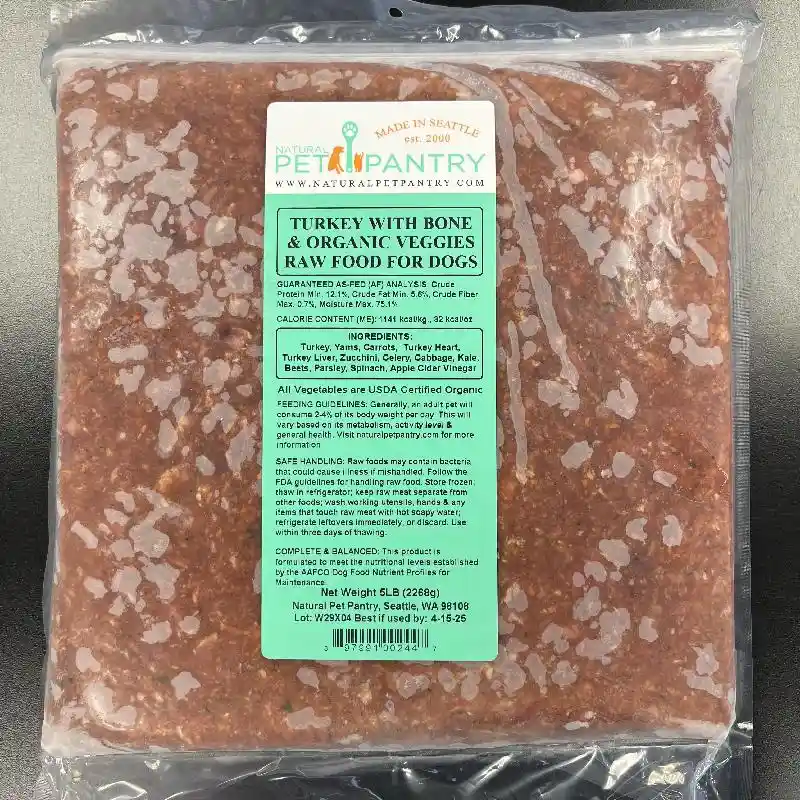 MADE IN SEATTLE
est. 2000
NATURAL
PET PANTRY
WWW.NATURALPETPANTRY.COM
TURKEY WITH BONE
& ORGANIC VEGGIES
RAW FOOD FOR DOGS
GUARANTEED AS-FED (AF) ANALYSIS: Crude
Protein Min. 12.1%, Crude Fat Min. 5.6%, Crude Fiber
Max. 0.7%, Moisture Max. 75.1%
CALORIE CONTENT (ME): 1141 kcal/kg., 32 kcal/oz
INGREDIENTS:
Turkey, Yams, Carrots, Turkey Heart,
Turkey Liver, Zucchini, Celery, Cabbage, Kale,
Beets, Parsley, Spinach, Apple Cider Vinegar
All Vegetables are USDA Certified Organic
FEEDING GUIDELINES: Generally, an adult pet will
consume 2-4% of its body weight per day. This will
vary based on its metabolism, activity level &
general health. Visit naturalpetpantry.com for more
information
SAFE HANDLING: Raw foods may contain bacteria
that could cause illness if mishandled. Follow the
FDA guidelines for handling raw food. Store frozen;
thaw in refrigerator; keep raw meat separate from
other foods; wash working utensils, hands & any
items that touch raw meat with hot soapy water;
refrigerate leftovers immediately, or discard. Use
within three days of thawing.
COMPLETE & BALANCED: This product is
formulated to meet the nutritional levels established
by the AAFCO Dog Food Nutrient Profiles for
Maintenance.
Net Weight 5LB (2268g)
Natural Pet Pantry, Seattle, WA 98108
Lot: W29X04 Best if used by: 4-15-25
3 97991 00244 7